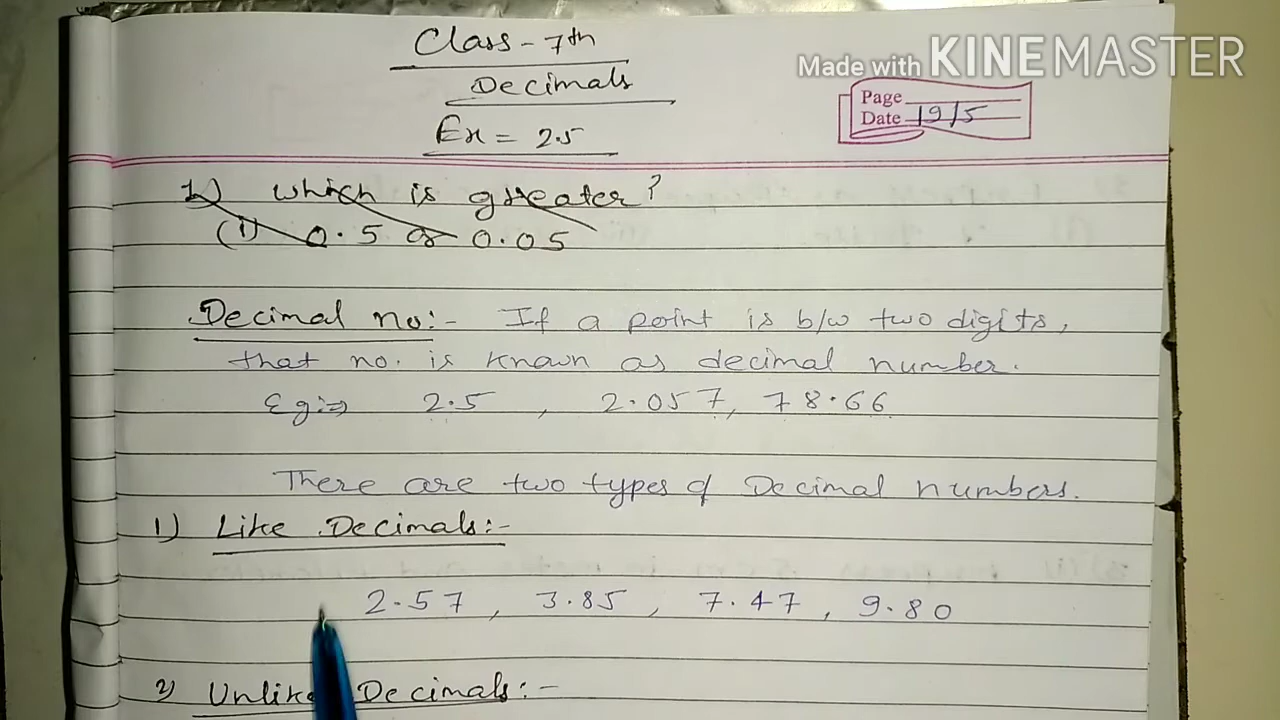 Class - 7th
Made with KINEMASTER
Decimals
Page
Date 19/5
Ex = 2.5
1) which is greater?
(i) 0.5 or 0.05
Decimal no:- If a point is b/w two digits,
that no. is known as decimal number.
Eg:⇒ 2.5 , 2.057, 78.66
There are two types of Decimal numbers.
1) Like Decimals:-
2.57 , 3.85 , 7.47 , 9.80
2) Unlike Decimals:-